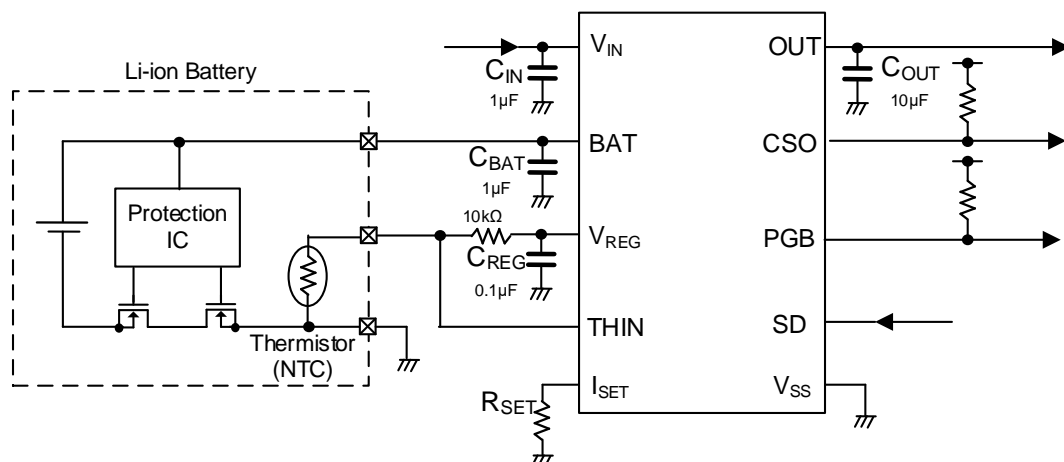 Li-ion Battery
Protection
IC
Thermistor
(NTC)
C_IN
1µF
C_BAT
1µF
10kΩ
C_REG
0.1µF
R_SET
V_IN
BAT
V_REG
THIN
I_SET
OUT
CSO
PGB
SD
V_SS
C_OUT
10µF